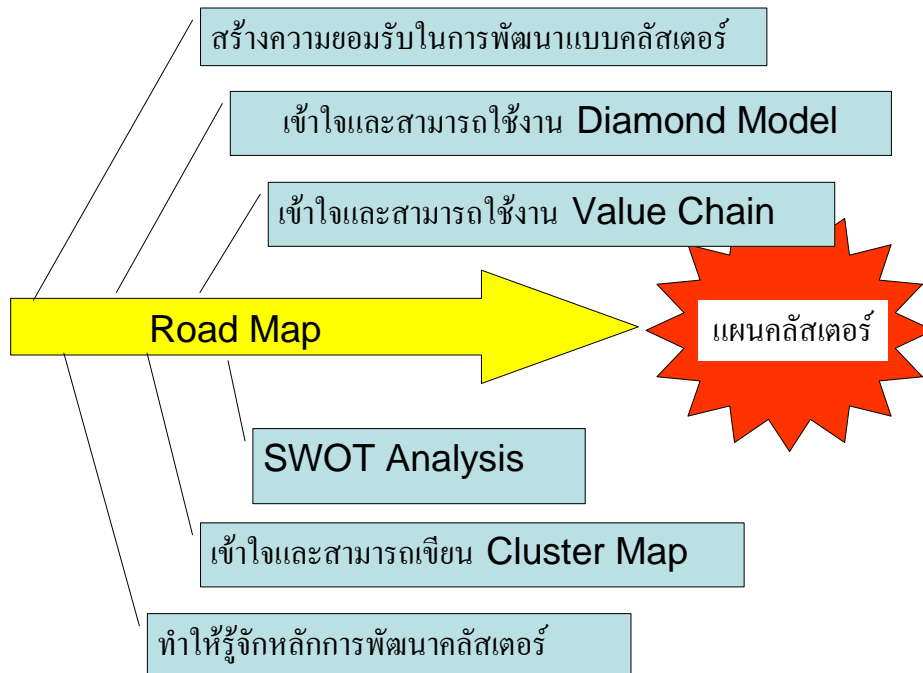 สร้างความยอมรับในการพัฒนาแบบคลัสเตอร์
เข้าใจและสามารถใช้งาน Diamond Model
เข้าใจและสามารถใช้งาน Value Chain
Road Map
แผนคลัสเตอร์
SWOT Analysis
เข้าใจและสามารถเขียน Cluster Map
ทำให้รู้จักหลักการพัฒนาคลัสเตอร์